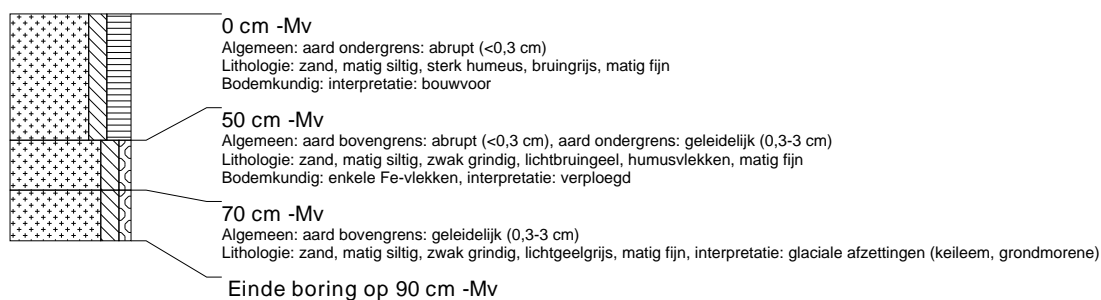 0 cm -Mv
Algemeen: aard ondergrens: abrupt (<0,3 cm)
Lithologie: zand, matig siltig, sterk humeus, bruingrijs, matig fijn
Bodemkundig: interpretatie: bouwvoor
50 cm -Mv
Algemeen: aard bovengrens: abrupt (<0,3 cm), aard ondergrens: geleidelijk (0,3-3 cm)
Lithologie: zand, matig siltig, zwak grindig, lichtbruingeel, humusvlekken, matig fijn
Bodemkundig: enkele Fe-vlekken, interpretatie: verploegd
70 cm -Mv
Algemeen: aard bovengrens: geleidelijk (0,3-3 cm)
Lithologie: zand, matig siltig, zwak grindig, lichtgeelgrijs, matig fijn, interpretatie: glaciale afzettingen (keileem, grondmorene)
Einde boring op 90 cm -Mv